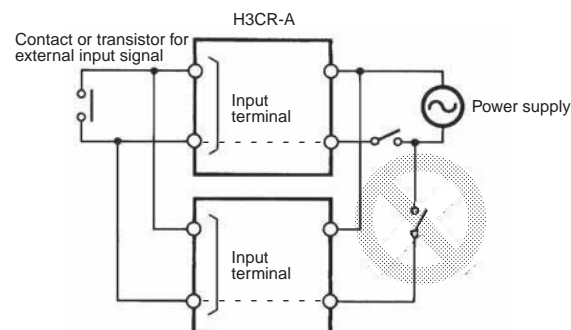 H3CR-A
Contact or transistor for
external input signal
Input
terminal
Power supply
Input
terminal